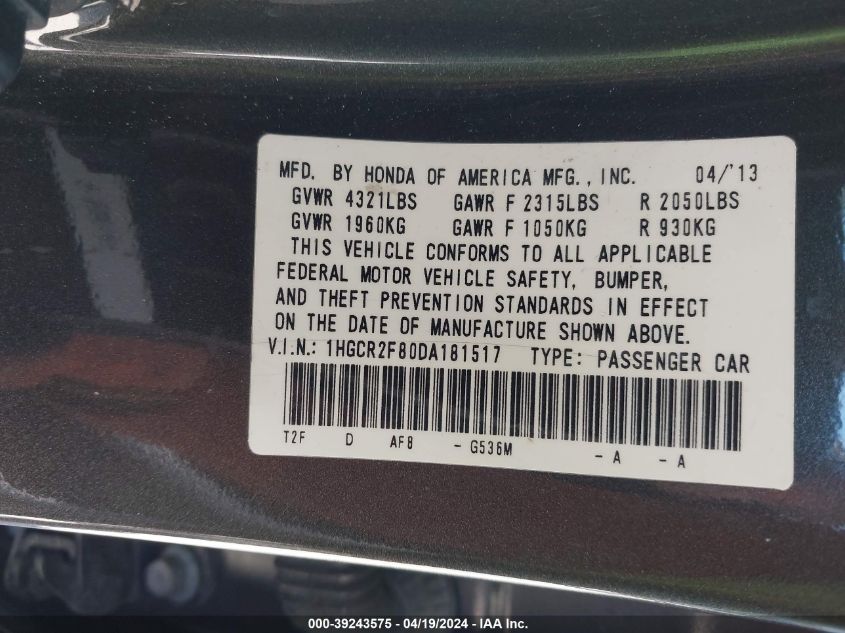 MFD. BY HONDA OF AMERICA MFG., INC. 04/'13
GVWR 4321LBS GAWR F 2315LBS R 2050LBS
GVWR 1960KG GAWR F 1050KG R 930KG
THIS VEHICLE CONFORMS TO ALL APPLICABLE
FEDERAL MOTOR VEHICLE SAFETY, BUMPER,
AND THEFT PREVENTION STANDARDS IN EFFECT
ON THE DATE OF MANUFACTURE SHOWN ABOVE.
V.I.N.: 1HGCR2F80DA181517 TYPE: PASSENGER CAR
T2F D AF8 - G536M - A - A
000-39243575 - 04/19/2024 - IAA Inc.